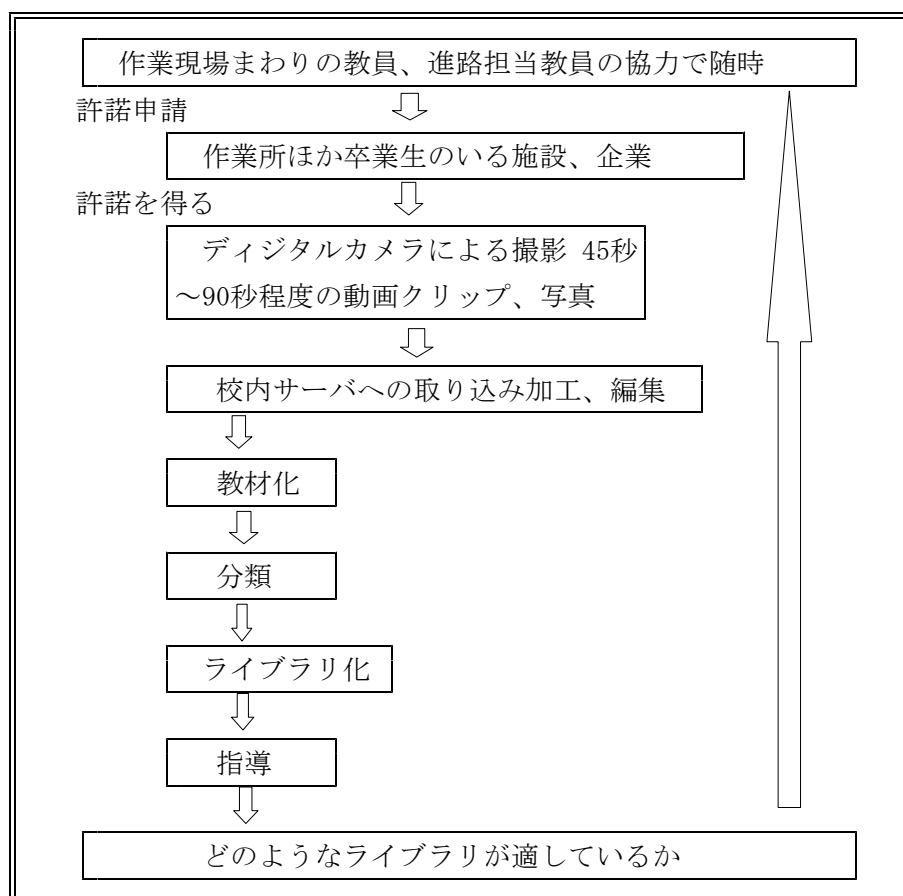 作業現場まわりの教員、進路担当教員の協力で随時
許諾申請
作業所ほか卒業生のいる施設、企業
許諾を得る
ディジタルカメラによる撮影 45秒
～90秒程度の動画クリップ、写真
校内サーバへの取り込み加工、編集
教材化
分類
ライブラリ化
指導
どのようなライブラリが適しているか